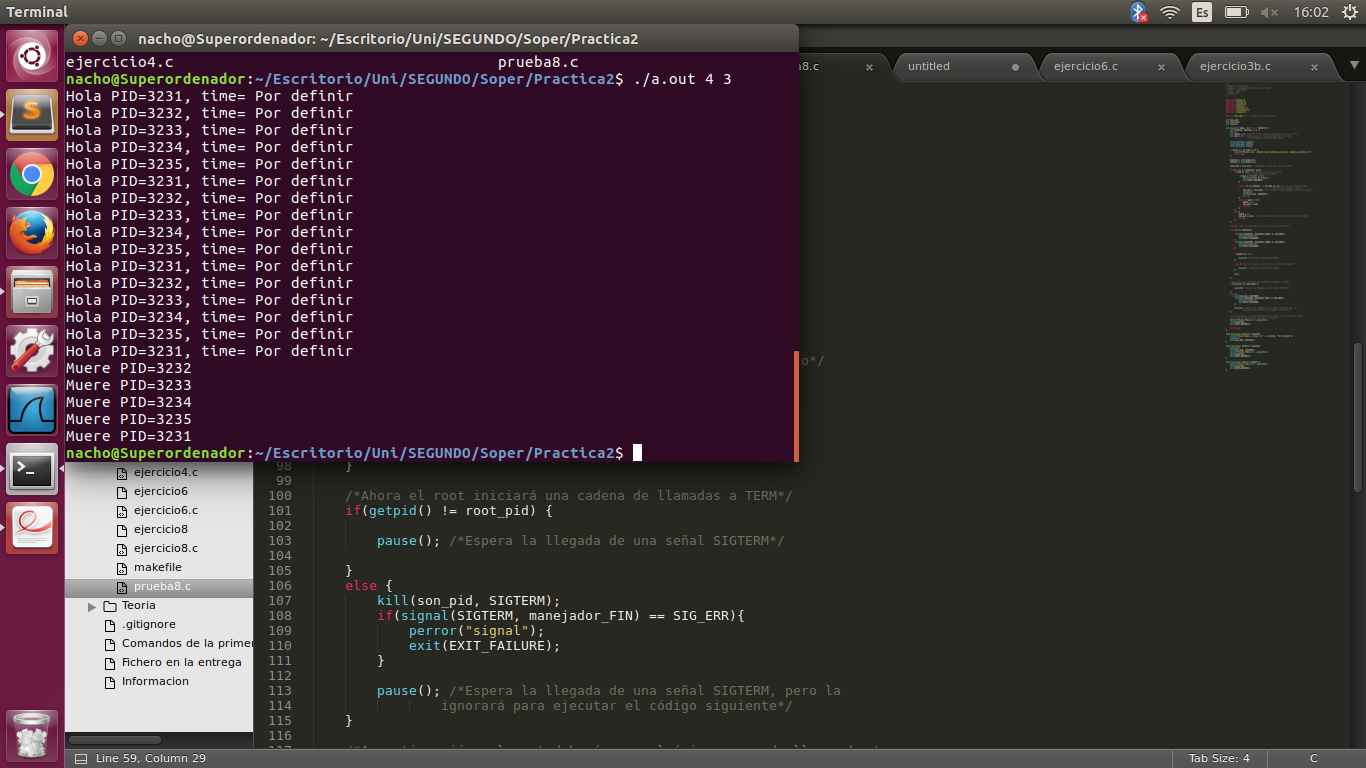 Terminal
Es
16:02
nacho@Superordenador: ~/Escritorio/Uni/SEGUNDO/Soper/Practica2
ejercicio4.c prueba8.c
nacho@Superordenador:~/Escritorio/Uni/SEGUNDO/Soper/Practica2$ ./a.out 4 3
Hola PID=3231, time= Por definir
Hola PID=3232, time= Por definir
Hola PID=3233, time= Por definir
Hola PID=3234, time= Por definir
Hola PID=3235, time= Por definir
Hola PID=3231, time= Por definir
Hola PID=3232, time= Por definir
Hola PID=3233, time= Por definir
Hola PID=3234, time= Por definir
Hola PID=3235, time= Por definir
Hola PID=3231, time= Por definir
Hola PID=3232, time= Por definir
Hola PID=3233, time= Por definir
Hola PID=3234, time= Por definir
Hola PID=3235, time= Por definir
Hola PID=3231, time= Por definir
Muere PID=3232
Muere PID=3233
Muere PID=3234
Muere PID=3235
Muere PID=3231
nacho@Superordenador:~/Escritorio/Uni/SEGUNDO/Soper/Practica2$
a8.c
untitled
ejercicio6.c
ejercicio3b.c
o*/
ejercicio4.c
ejercicio6
ejercicio6.c
ejercicio8
ejercicio8.c
makefile
prueba8.c
Teoria
.gitignore
Comandos de la primer
Fichero en la entrega
Informacion
98 }
99
100 /*Ahora el root iniciará una cadena de llamadas a TERM*/
101 if(getpid() != root_pid) {
102
103 pause(); /*Espera la llegada de una señal SIGTERM*/
104
105 }
106 else {
107 kill(son_pid, SIGTERM);
108 if(signal(SIGTERM, manejador_FIN) == SIG_ERR){
109 perror("signal");
110 exit(EXIT_FAILURE);
111 }
112
113 pause(); /*Espera la llegada de una señal SIGTERM, pero la
114 ignorará para ejecutar el código siguiente*/
115 }
116
Line 59, Column 29
Tab Size: 4
C